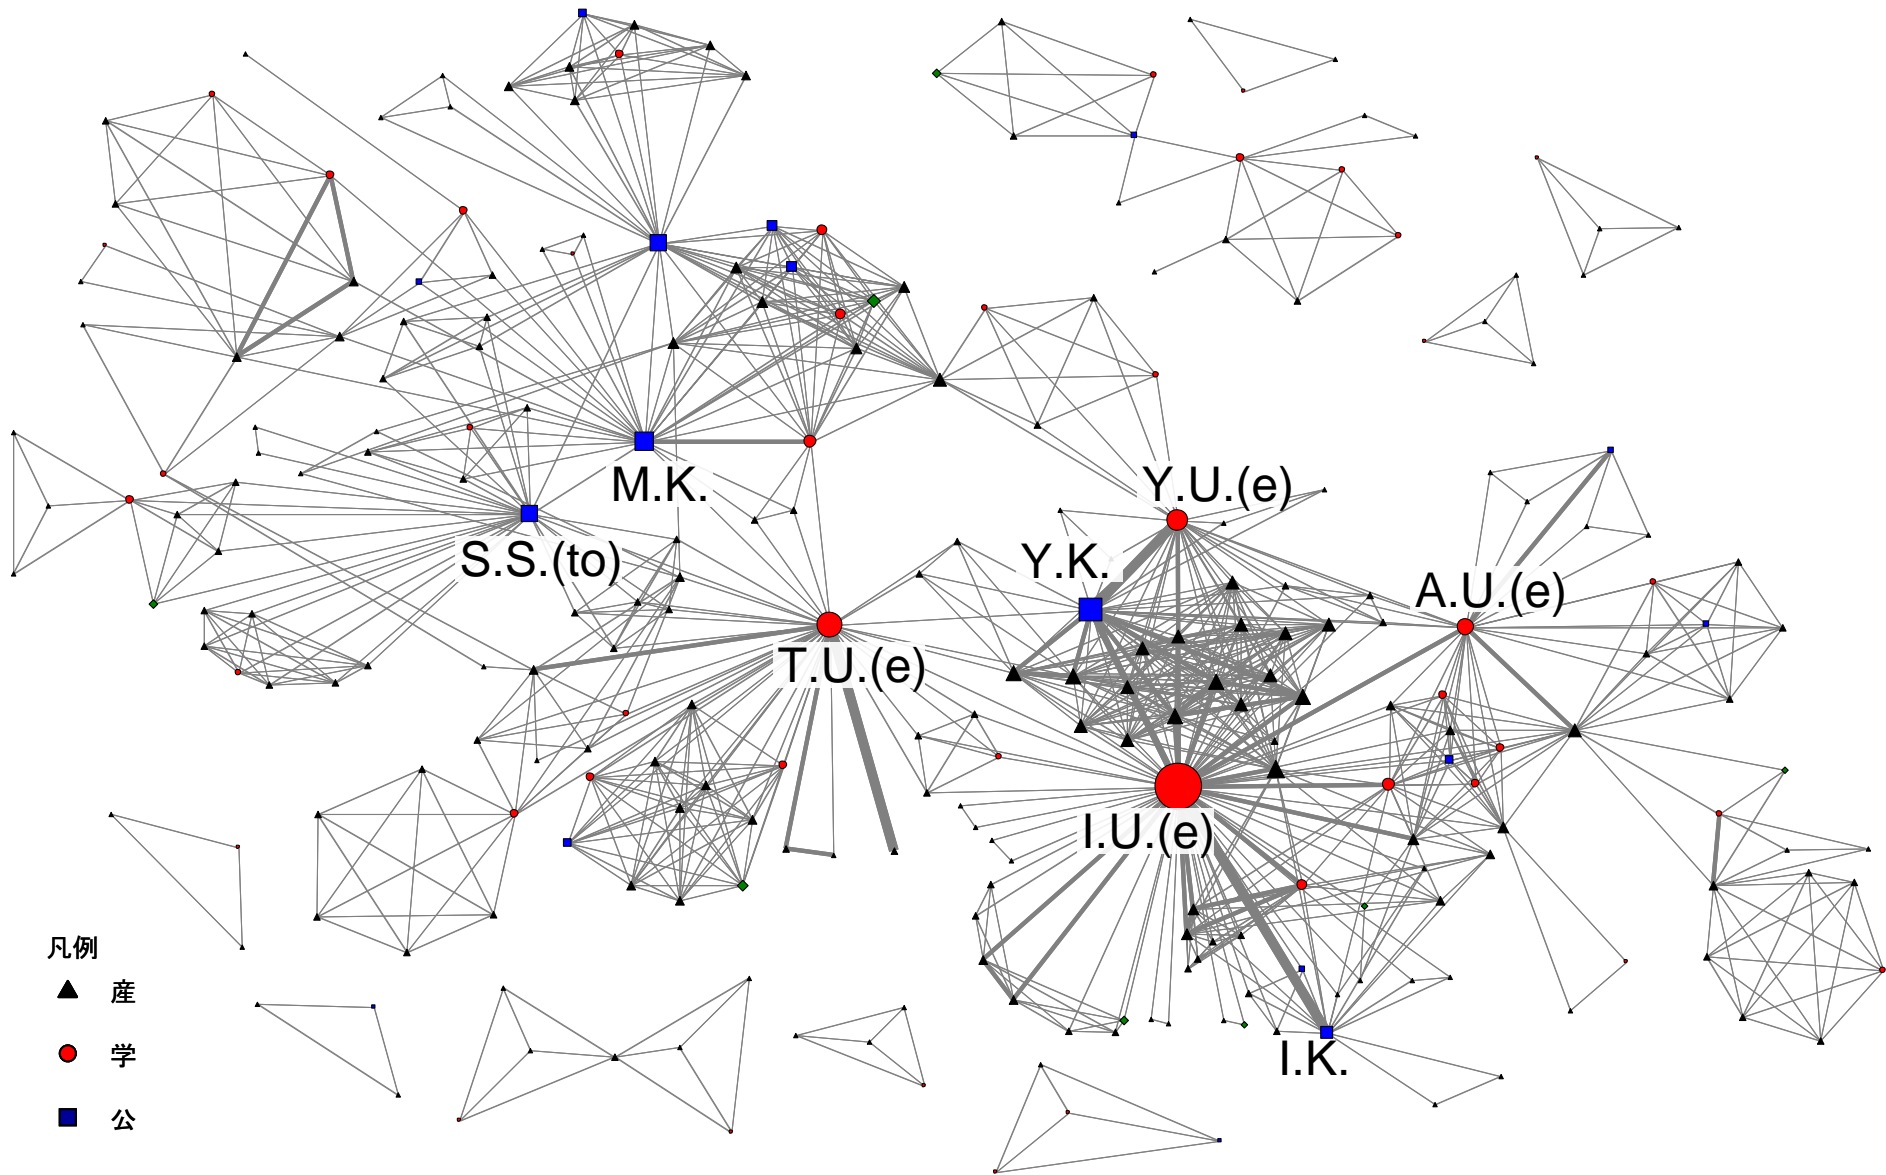 M.K.
Y.U.(e)
S.S.(to)
Y.K.
A.U.(e)
T.U.(e)
I.U.(e)
I.K.
凡例
産
学
公